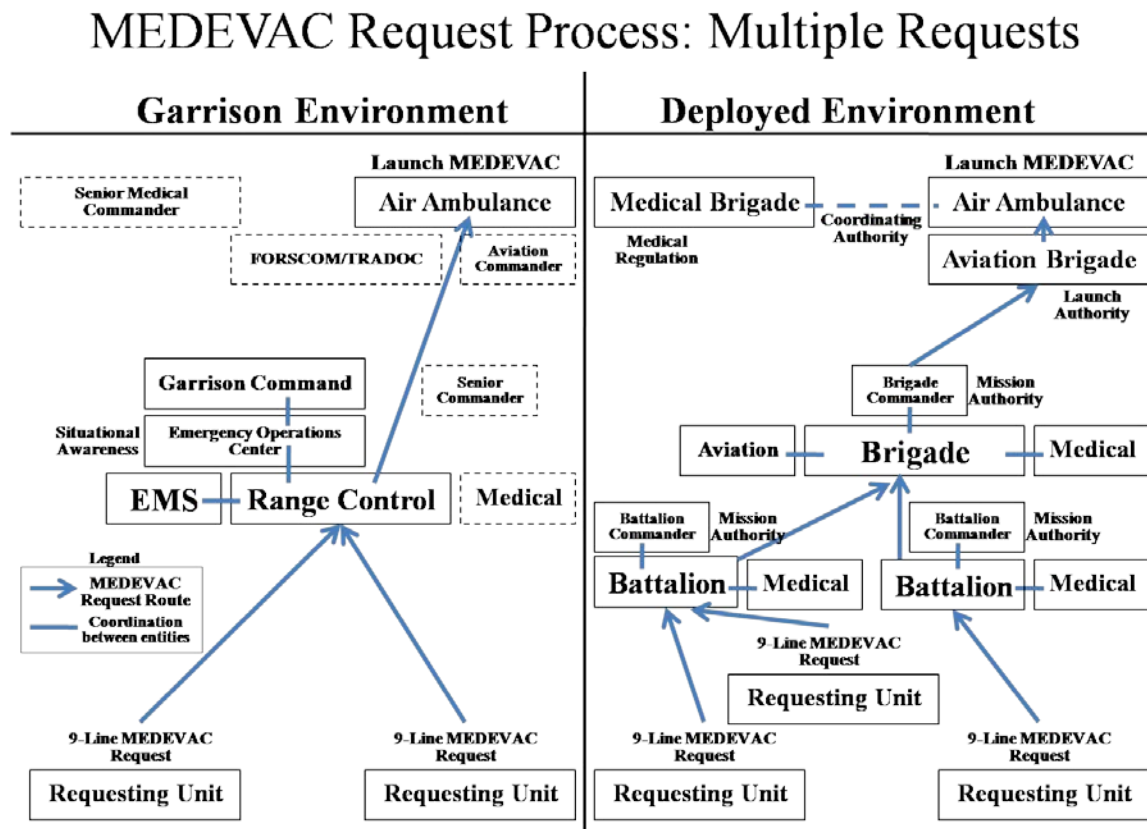 MEDEVAC Request Process: Multiple Requests
Garrison Environment
Launch MEDEVAC
Senior Medical
Commander
Air Ambulance
FORSCOM/TRADOC
Aviation
Commander
Garrison Command
Senior
Commander
Situational
Awareness
Emergency Operations
Center
EMS
Range Control
Medical
Legend
MEDEVAC
Request Route
Coordination
between entities
9-Line MEDEVAC
Request
Requesting Unit
9-Line MEDEVAC
Request
Requesting Unit
Deployed Environment
Launch MEDEVAC
Medical Brigade
Coordinating
Authority
Air Ambulance
Medical
Regulation
Aviation Brigade
Launch
Authority
Brigade
Commander
Mission
Authority
Aviation
Brigade
Medical
Battalion
Commander
Mission
Authority
Battalion
Commander
Mission
Authority
Battalion
Medical
Battalion
Medical
9-Line MEDEVAC
Request
Requesting Unit
9-Line MEDEVAC
Request
Requesting Unit
9-Line MEDEVAC
Request
Requesting Unit